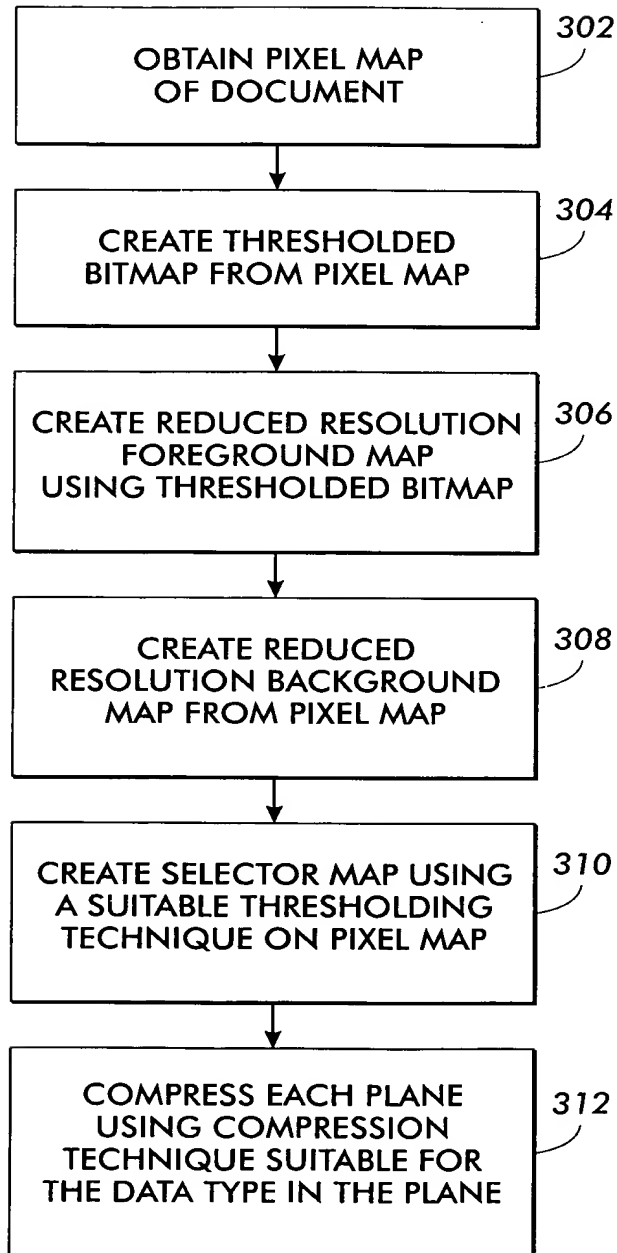 302
OBTAIN PIXEL MAP
OF DOCUMENT
304
CREATE THRESHOLDED
BITMAP FROM PIXEL MAP
306
CREATE REDUCED RESOLUTION
FOREGROUND MAP
USING THRESHOLDED BITMAP
308
CREATE REDUCED
RESOLUTION BACKGROUND
MAP FROM PIXEL MAP
310
CREATE SELECTOR MAP USING
A SUITABLE THRESHOLDING
TECHNIQUE ON PIXEL MAP
312
COMPRESS EACH PLANE
USING COMPRESSION
TECHNIQUE SUITABLE FOR
THE DATA TYPE IN THE PLANE